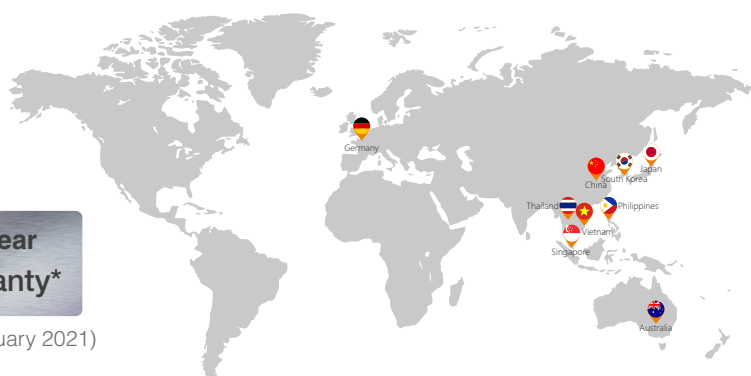 Germany
Japan
South Korea
China
Thailand
Philippines
Vietnam
Singapore
ear
anty*
uary 2021)
Australia